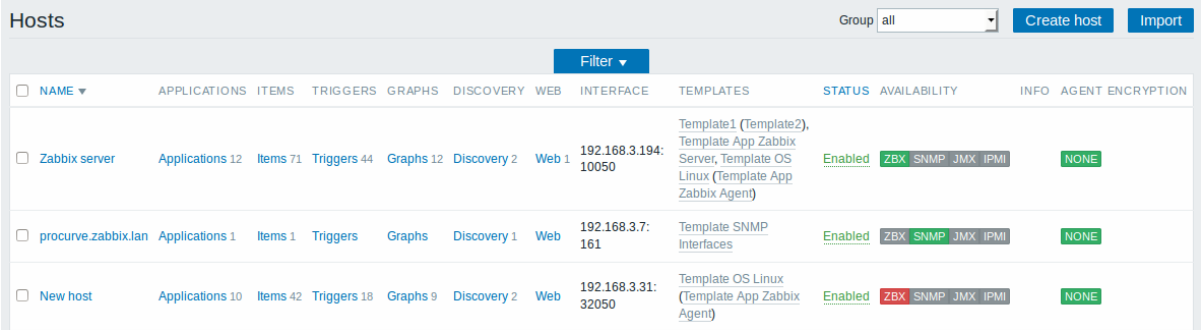 Hosts Group all Create host Import
Filter
NAME APPLICATIONS ITEMS TRIGGERS GRAPHS DISCOVERY WEB INTERFACE TEMPLATES STATUS AVAILABILITY INFO AGENT ENCRYPTION
Zabbix server Applications 12 Items 71 Triggers 44 Graphs 12 Discovery 2 Web 1
192.168.3.194:
10050
Template1 (Template2),
Template App Zabbix
Server, Template OS
Linux (Template App
Zabbix Agent)
Enabled ZBX SNMP JMX IPMI NONE
procurve.zabbix.lan Applications 1 Items 1 Triggers Graphs Discovery 1 Web
192.168.3.7:
161
Template SNMP
Interfaces
Enabled ZBX SNMP JMX IPMI NONE
New host Applications 10 Items 42 Triggers 18 Graphs 9 Discovery 2 Web
192.168.3.31:
32050
Template OS Linux
(Template App Zabbix
Agent)
Enabled ZBX SNMP JMX IPMI NONE